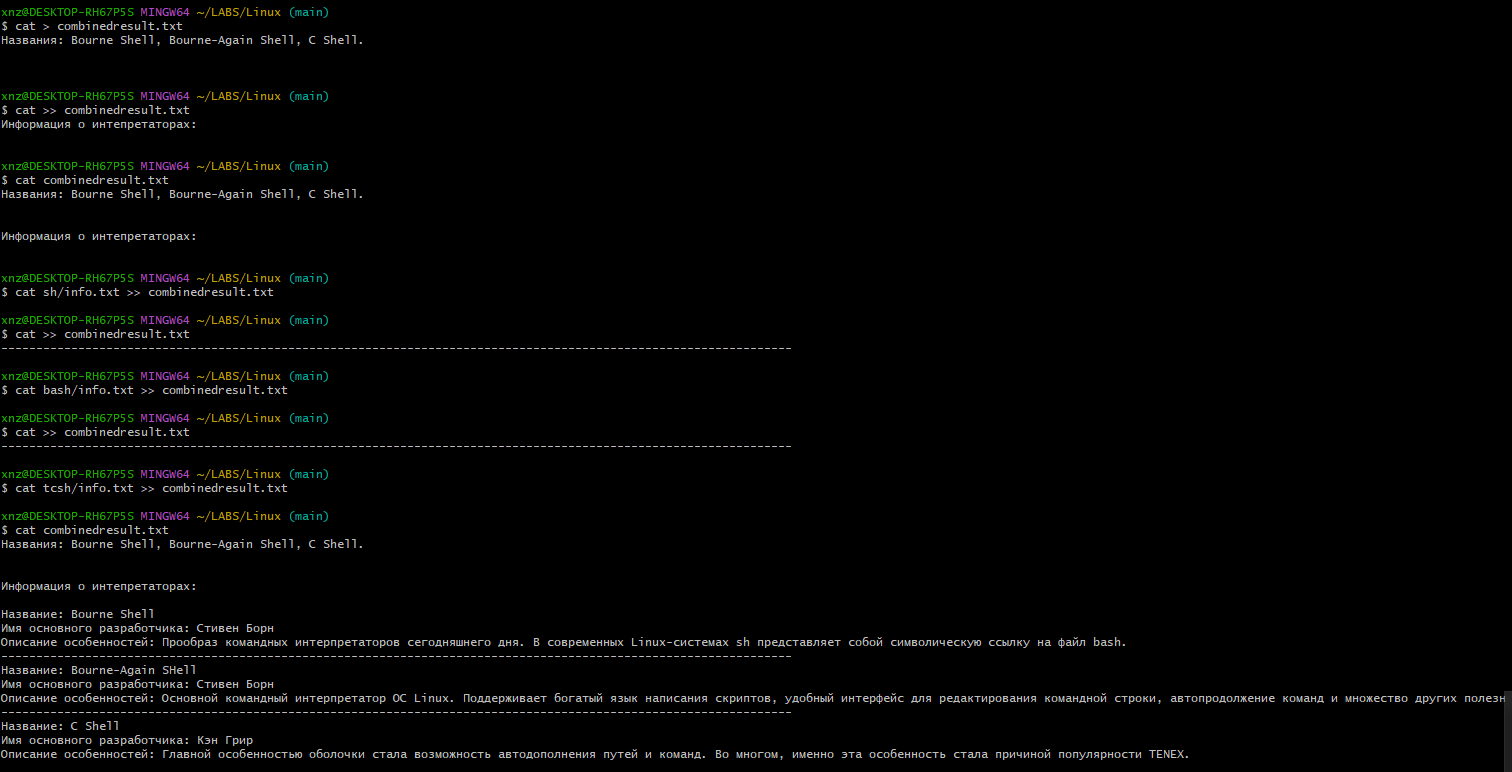 xnz@DESKTOP-RH67P5S MINGW64 ~/LABS/Linux (main)
$ cat > combinedresult.txt
Названия: Bourne Shell, Bourne-Again Shell, C Shell.
xnz@DESKTOP-RH67P5S MINGW64 ~/LABS/Linux (main)
$ cat >> combinedresult.txt
Информация о интепретаторах:
xnz@DESKTOP-RH67P5S MINGW64 ~/LABS/Linux (main)
$ cat combinedresult.txt
Названия: Bourne Shell, Bourne-Again Shell, C Shell.
Информация о интепретаторах:
xnz@DESKTOP-RH67P5S MINGW64 ~/LABS/Linux (main)
$ cat sh/info.txt >> combinedresult.txt
xnz@DESKTOP-RH67P5S MINGW64 ~/LABS/Linux (main)
$ cat >> combinedresult.txt
-----------------------------------------------------------------------------------------------------------------
xnz@DESKTOP-RH67P5S MINGW64 ~/LABS/Linux (main)
$ cat bash/info.txt >> combinedresult.txt
xnz@DESKTOP-RH67P5S MINGW64 ~/LABS/Linux (main)
$ cat >> combinedresult.txt
-----------------------------------------------------------------------------------------------------------------
xnz@DESKTOP-RH67P5S MINGW64 ~/LABS/Linux (main)
$ cat tcsh/info.txt >> combinedresult.txt
xnz@DESKTOP-RH67P5S MINGW64 ~/LABS/Linux (main)
$ cat combinedresult.txt
Названия: Bourne Shell, Bourne-Again Shell, C Shell.
Информация о интепретаторах:
Название: Bourne Shell
Имя основного разработчика: Стивен Борн
Описание особенностей: Прообраз командных интерпретаторов сегодняшнего дня. В современных Linux-системах sh представляет собой символическую ссылку на файл bash.
-----------------------------------------------------------------------------------------------------------------
Название: Bourne-Again SHell
Имя основного разработчика: Стивен Борн
Описание особенностей: Основной командный интерпретатор ОС Linux. Поддерживает богатый язык написания скриптов, удобный интерфейс для редактирования командной строки, автопродолжение команд и множество других полезн
-----------------------------------------------------------------------------------------------------------------
Название: C Shell
Имя основного разработчика: Кэн Грир
Описание особенностей: Главной особенностью оболочки стала возможность автодополнения путей и команд. Во многом, именно эта особенность стала причиной популярности TENEX.